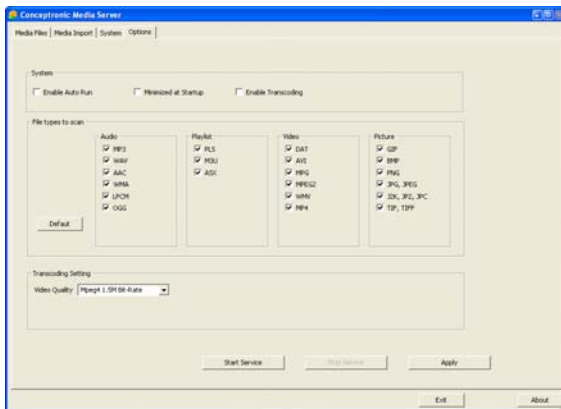 Conceptronic Media Server
Media Files | Media Import | System | Options
System
Enable Auto Run Minimized at Startup Enable Transcoding
File types to scan
Audio Playlist Video Picture
MP3 PLS DAT GIF
WAV M3U AVI BMP
AAC ASX MPG PNG
WMA MPEG2 JPG, JPEG
LPCM WMV J2K, JP2, JPC
OGG MP4 TIF, TIFF
Default
Transcoding Setting
Video Quality Mpeg4 1.5M Bit-Rate
Start Service Stop Service Apply
Exit About